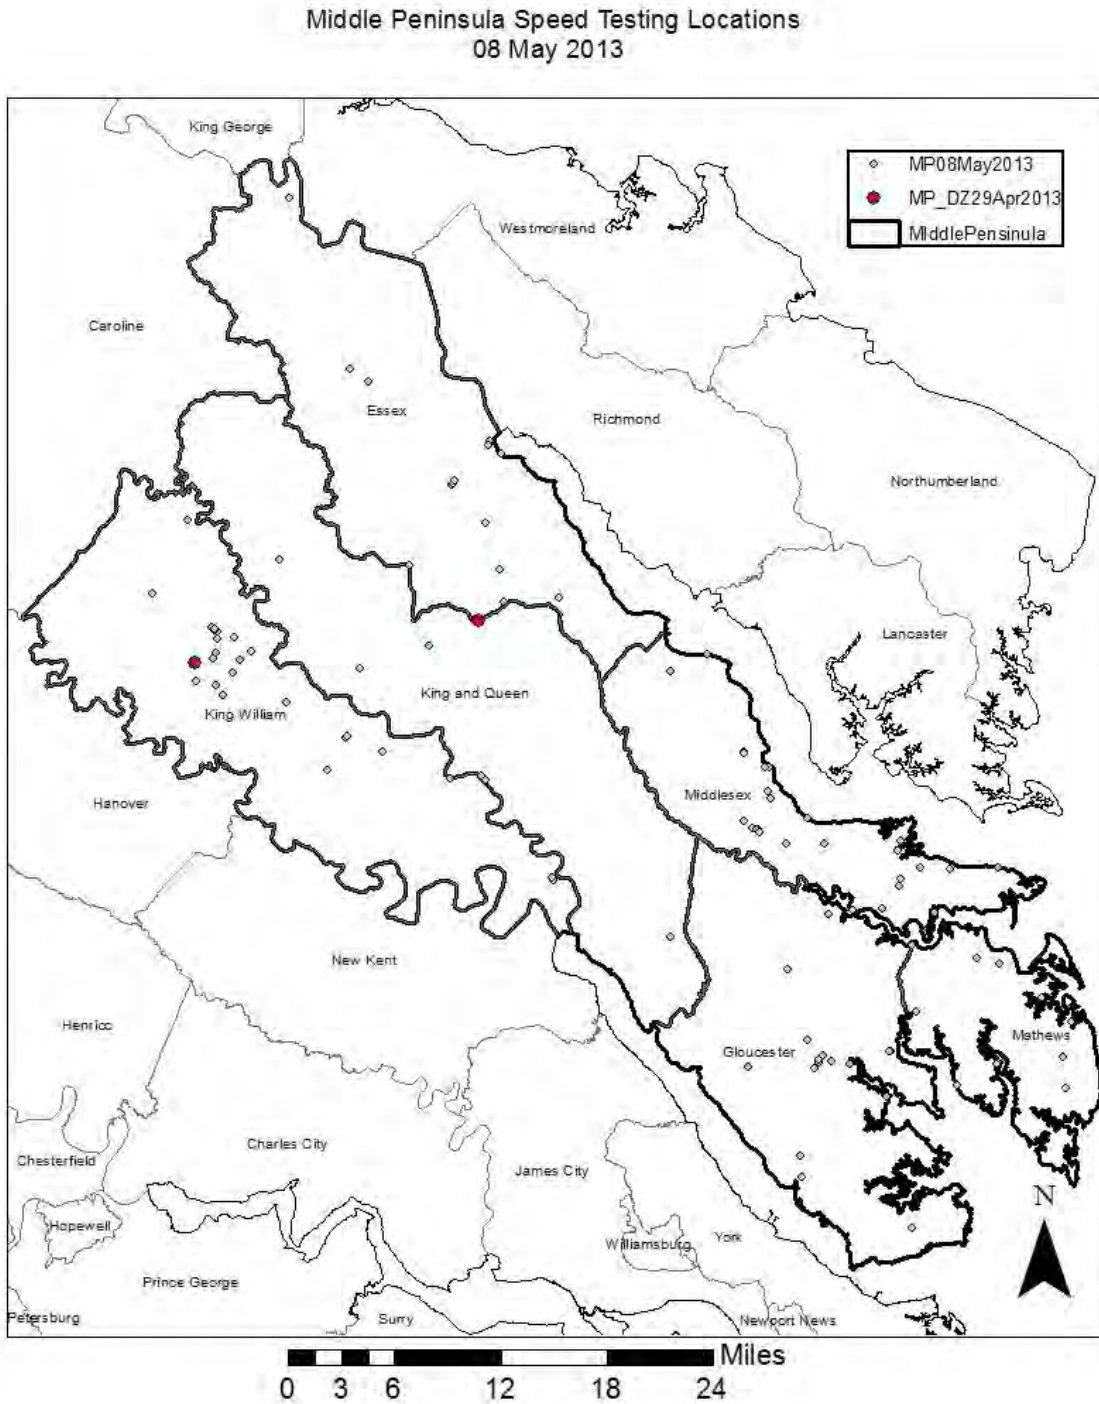 Middle Peninsula Speed Testing Locations
08 May 2013
King George
MP08May2013
MP_DZ29Apr2013
MIddlePensinula
Westmoreland
Caroline
Essex
Richmond
Northumberland
Lancaster
King and Queen
King William
Middlesex
Hanover
New Kent
Henrico
Mathews
Gloucester
Charles City
Chesterfield
James City
N
Hopewell
Williamsburg
York
Prince George
Petersburg
Surry
Newport News
Miles
0 3 6 12 18 24